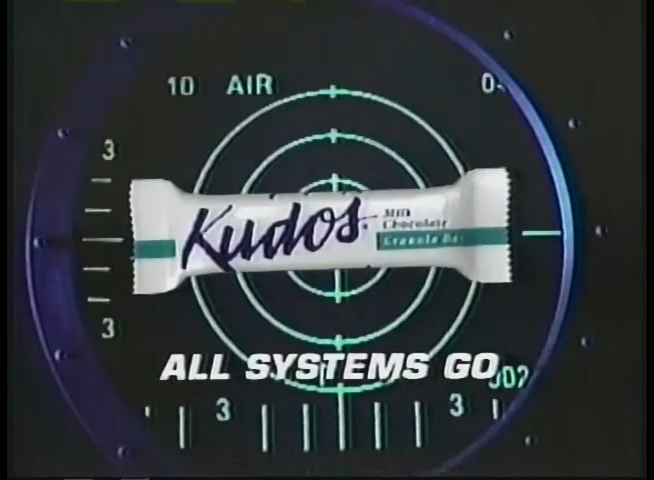 10 AIR
3
Kudos
Milk
Chocolate
Granola Bar
3
ALL SYSTEMS GO
3 3